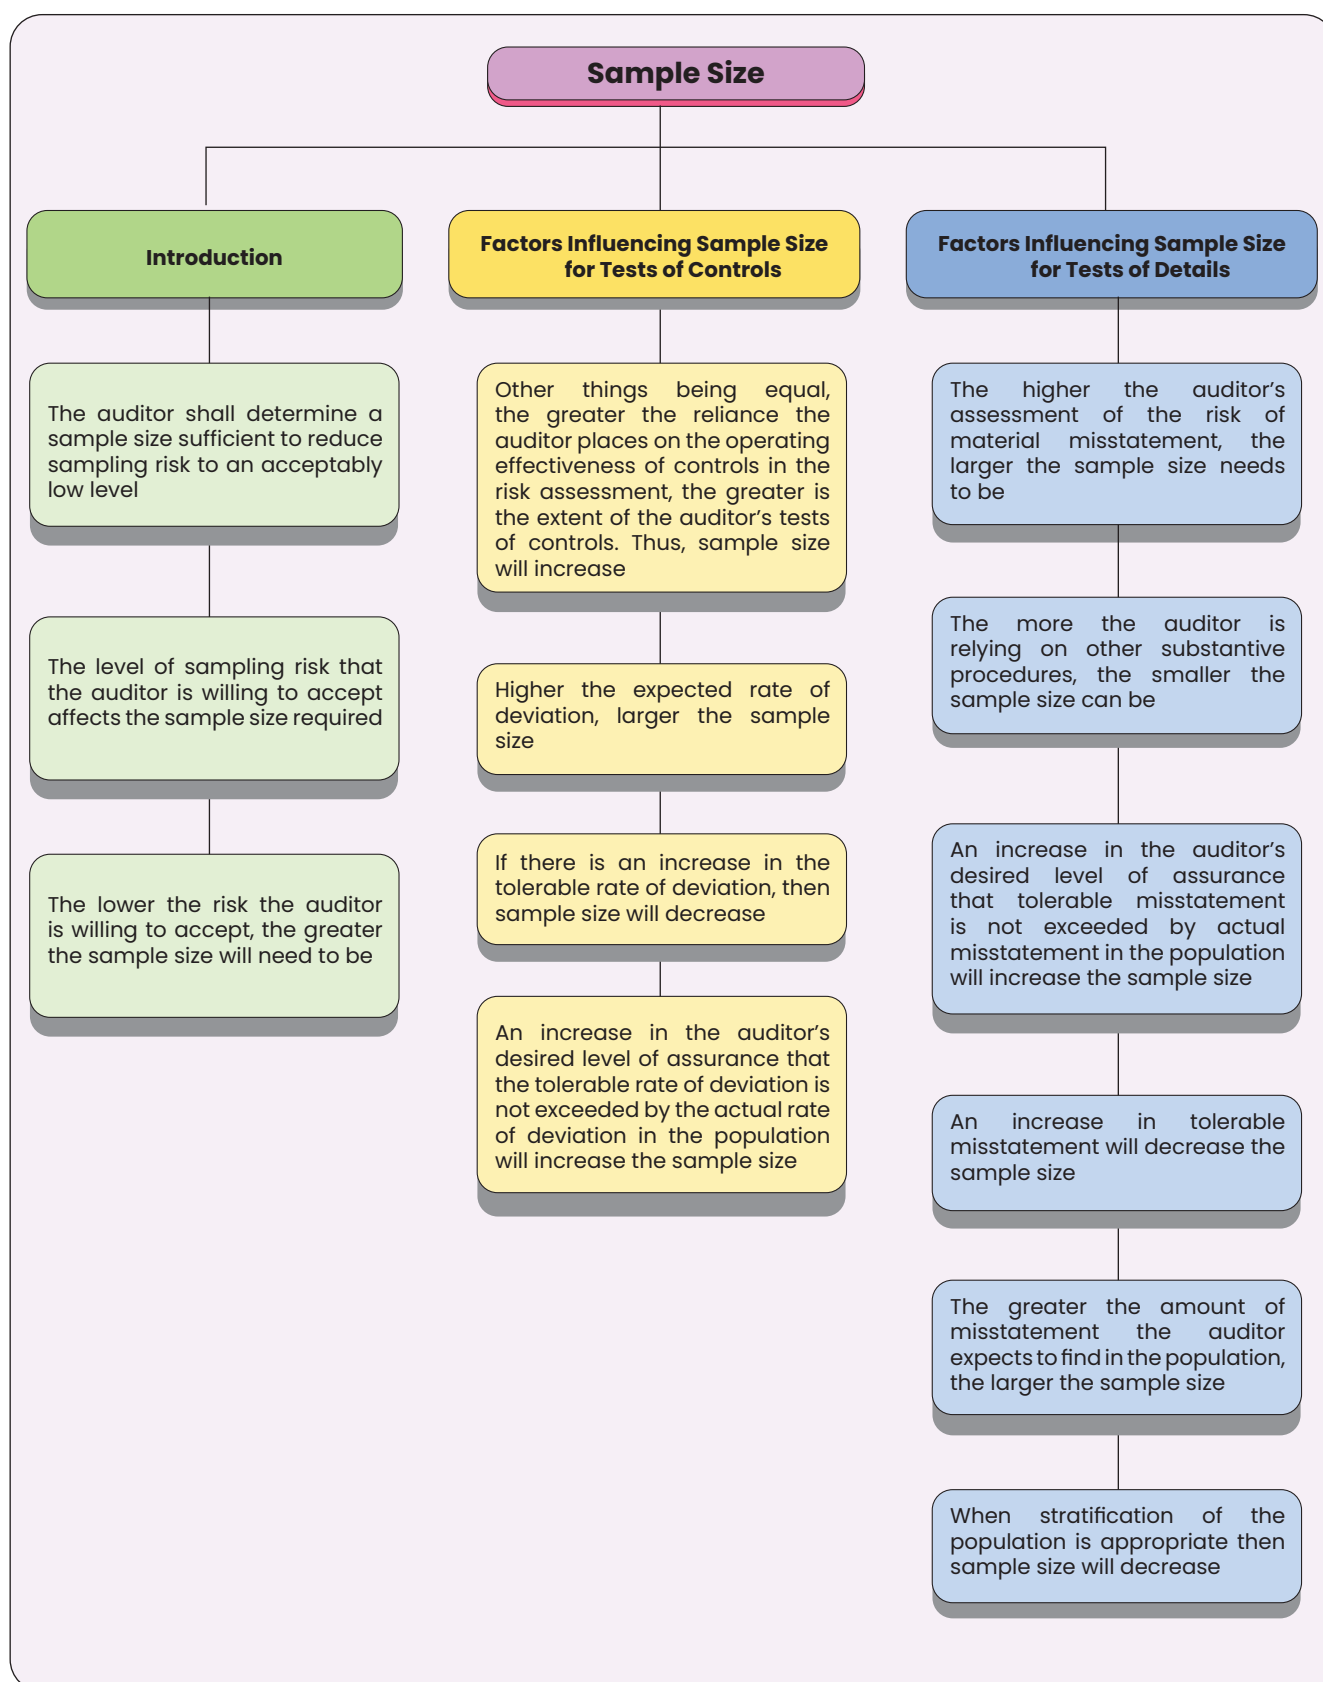 Sample Size
Introduction
The auditor shall determine a
sample size sufficient to reduce
sampling risk to an acceptably
low level
The level of sampling risk that
the auditor is willing to accept
affects the sample size required
The lower the risk the auditor
is willing to accept, the greater
the sample size will need to be
Factors Influencing Sample Size
for Tests of Controls
Other things being equal,
the greater the reliance the
auditor places on the operating
effectiveness of controls in the
risk assessment, the greater is
the extent of the auditor's tests
of controls. Thus, sample size
will increase
Higher the expected rate of
deviation, larger the sample
size
If there is an increase in the
tolerable rate of deviation, then
sample size will decrease
An increase in the auditor's
desired level of assurance that
the tolerable rate of deviation is
not exceeded by the actual rate
of deviation in the population
will increase the sample size
Factors Influencing Sample Size
for Tests of Details
The higher the auditor's
assessment of the risk of
material misstatement, the
larger the sample size needs
to be
The more the auditor is
relying on other substantive
procedures, the smaller the
sample size can be
An increase in the auditor's
desired level of assurance
that tolerable misstatement
is not exceeded by actual
misstatement in the population
will increase the sample size
An increase in tolerable
misstatement will decrease the
sample size
The greater the amount of
misstatement the auditor
expects to find in the population,
the larger the sample size
When stratification of the
population is appropriate then
sample size will decrease